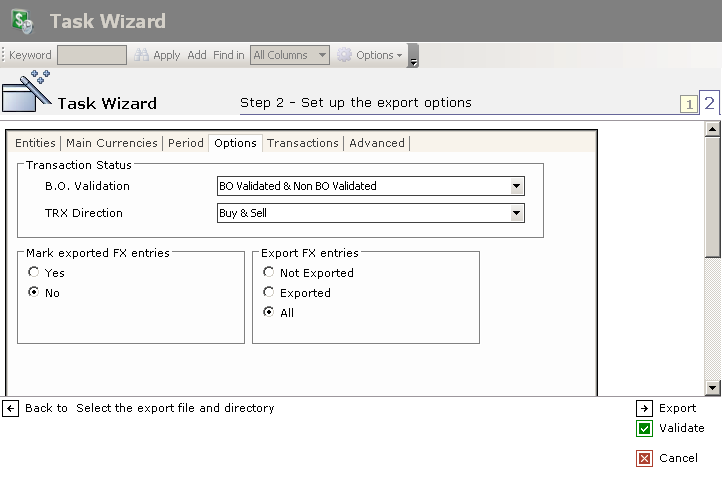 Task Wizard
Keyword Apply Add Find in All Columns Options
Task Wizard Step 2 - Set up the export options 1 2
Entities Main Currencies Period Options Transactions Advanced
Transaction Status
B.O. Validation BO Validated & Non BO Validated
TRX Direction Buy & Sell
Mark exported FX entries Export FX entries
Yes Not Exported
No Exported
All
Back to Select the export file and directory Export
Validate
Cancel